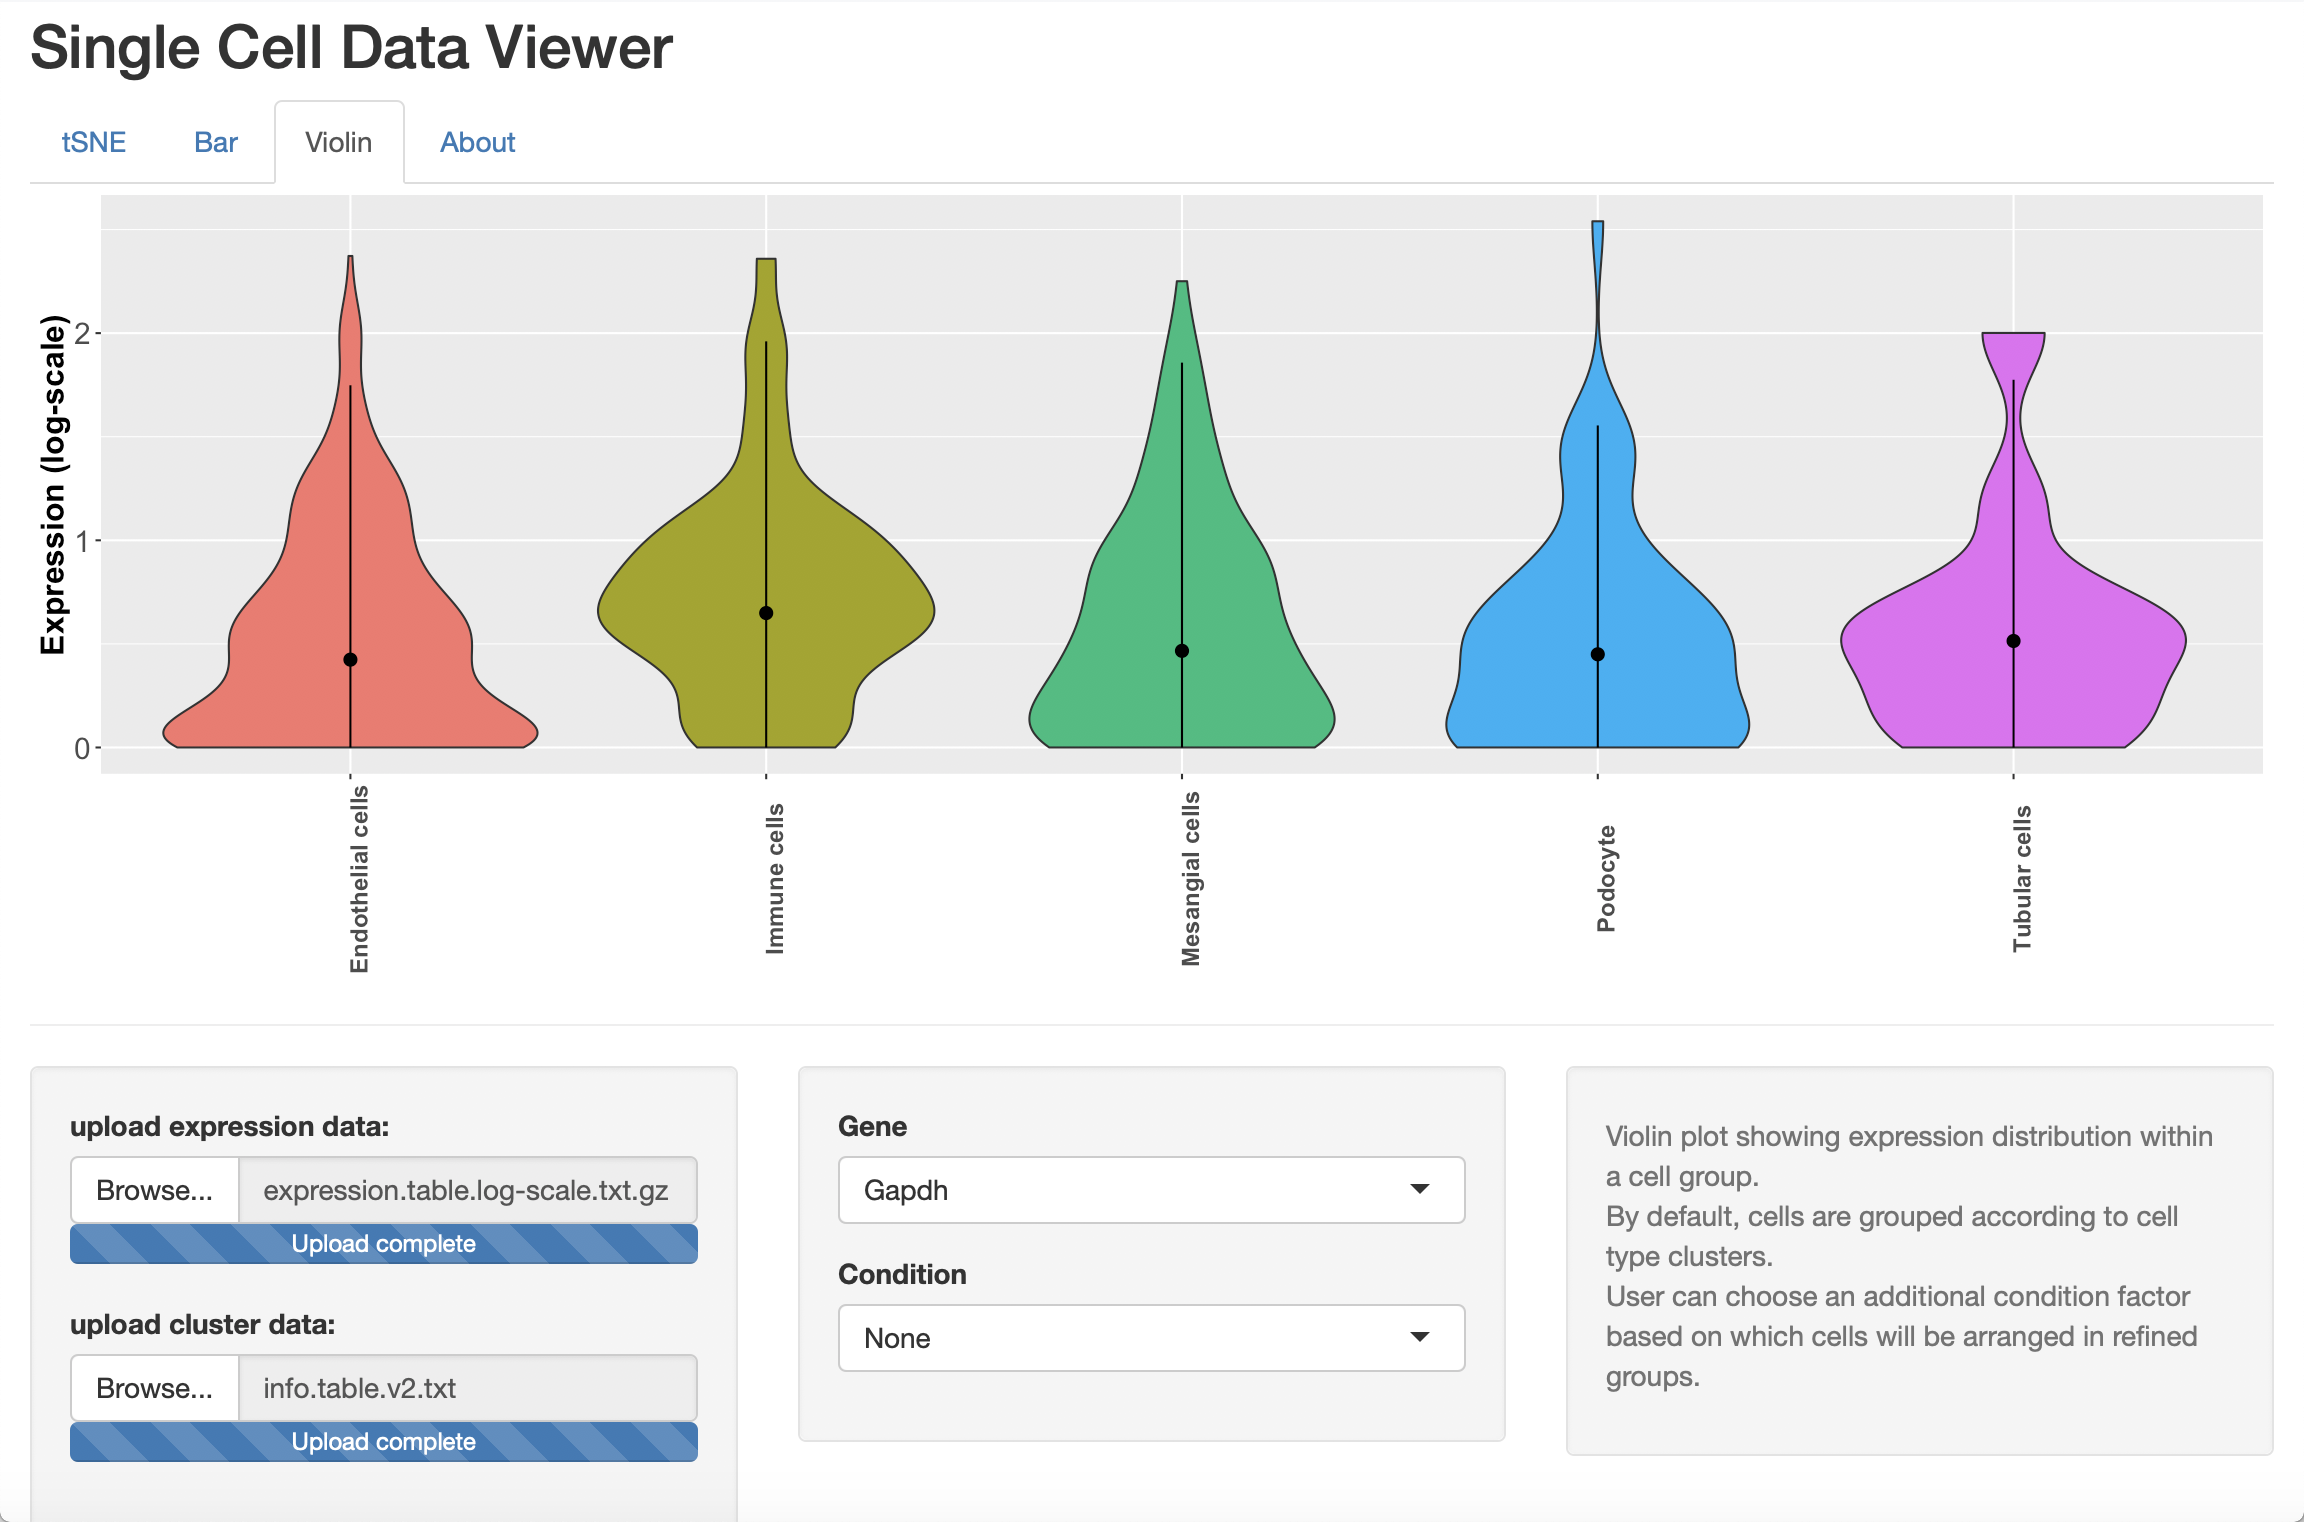 Single Cell Data Viewer
tSNE
Bar
Violin
About
Expression (log-scale)
2
1
0
Endothelial cells
Immune cells
Mesangial cells
Podocyte
Tubular cells
upload expression data:
Browse...
expression.table.log-scale.txt.gz
Upload complete
upload cluster data:
Browse...
info.table.v2.txt
Upload complete
Gene
Gapdh
Condition
None
Violin plot showing expression distribution within
a cell group.
By default, cells are grouped according to cell
type clusters.
User can choose an additional condition factor
based on which cells will be arranged in refined
groups.